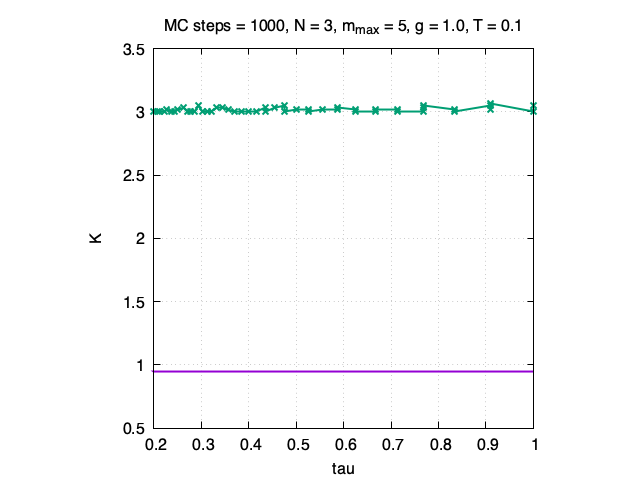 MC steps = 1000, N = 3, mmax = 5, g = 1.0, T = 0.1
3.5
3
2.5
2
1.5
1
0.5
K
0.2 0.3 0.4 0.5 0.6 0.7 0.8 0.9 1
tau